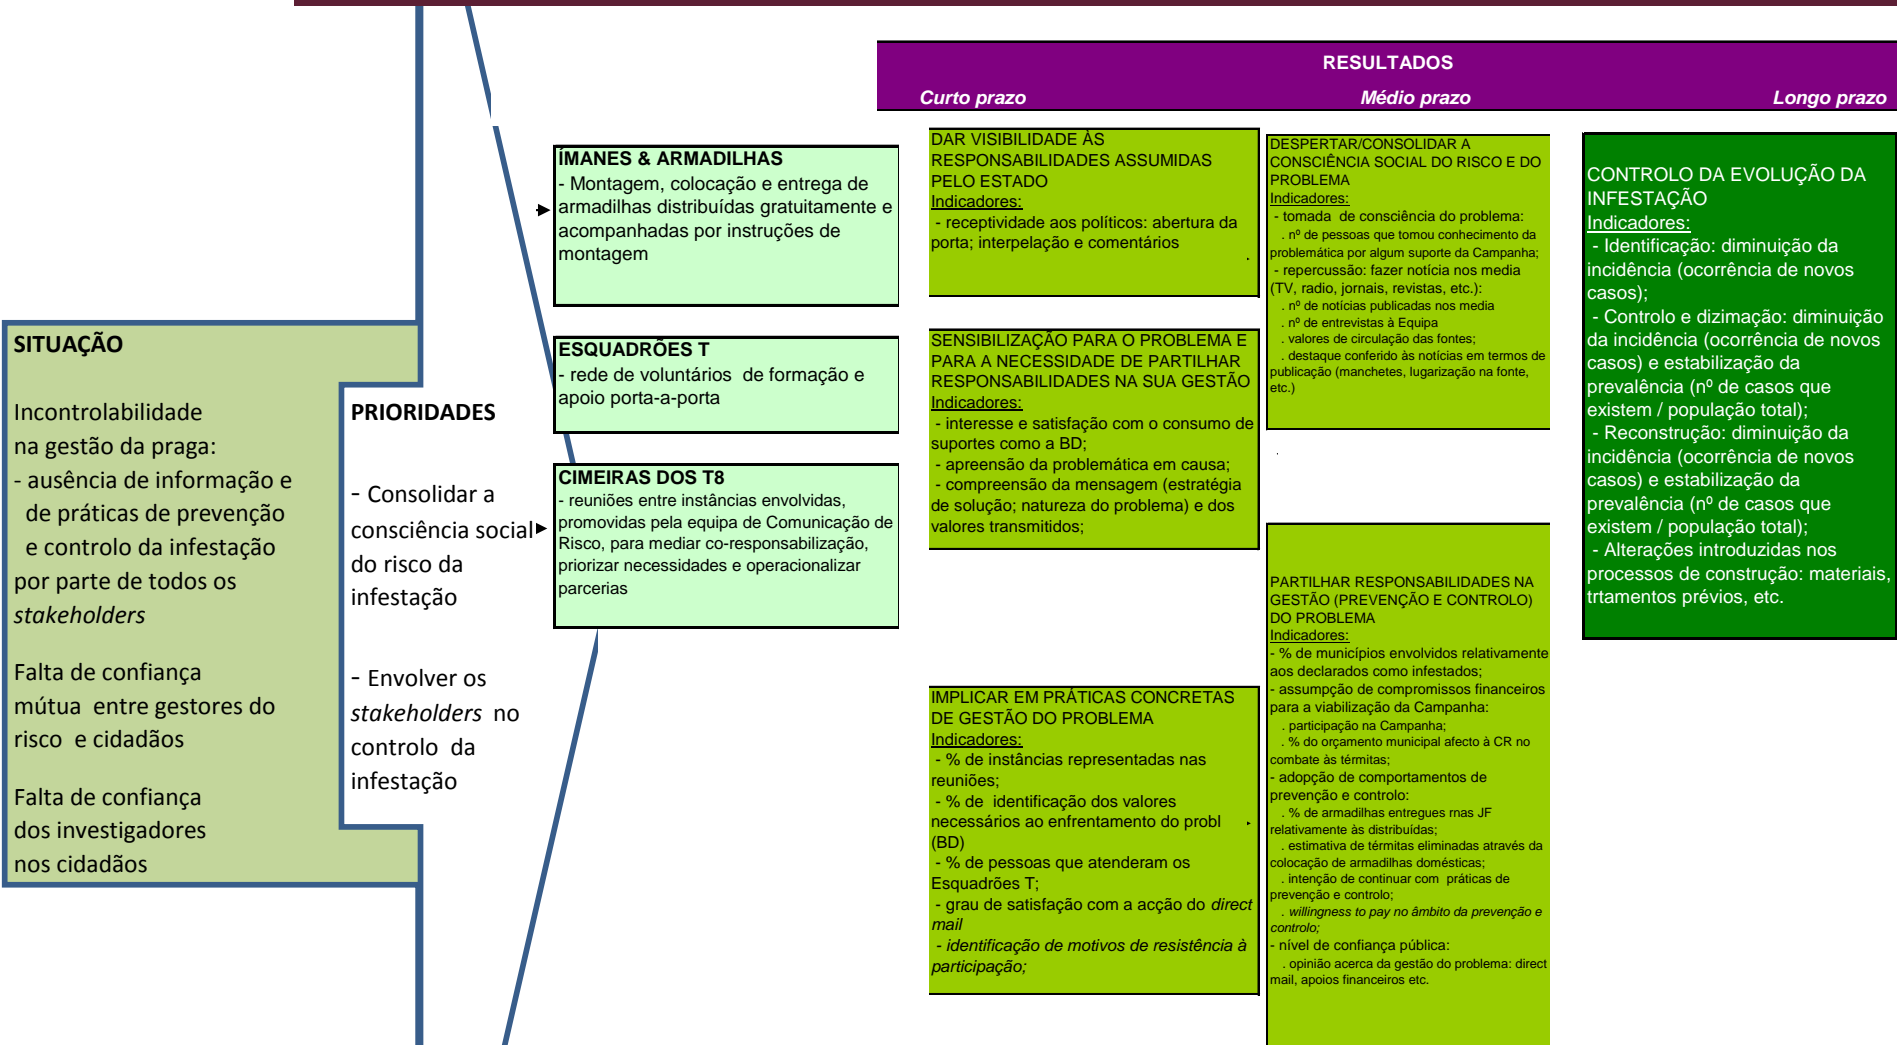 RESULTADOS
Curto prazo
Médio prazo
Longo prazo
SITUAÇÃO
Incontrolabilidade
na gestão da praga:
- ausência de informação e
de práticas de prevenção
e controlo da infestação
por parte de todos os
stakeholders
Falta de confiança
mútua  entre gestores do
risco  e cidadãos
Falta de confiança
dos investigadores
nos cidadãos
PRIORIDADES
- Consolidar a
consciência social
do risco da
infestação
- Envolver os
stakeholders  no
controlo  da
infestação
ÍMANES & ARMADILHAS
- Montagem, colocação e entrega de
armadilhas distribuídas gratuitamente e
acompanhadas por instruções de
montagem
ESQUADRÕES T
- rede de voluntários  de formação e
apoio porta-a-porta
CIMEIRAS DOS T8
- reuniões entre instâncias envolvidas,
promovidas pela equipa de Comunicação de
Risco, para mediar co-responsabilização,
priorizar necessidades e operacionalizar
parcerias
DAR VISIBILIDADE ÀS
RESPONSABILIDADES ASSUMIDAS
PELO ESTADO
Indicadores:
- receptividade aos políticos: abertura da
porta; interpelação e comentários
SENSIBILIZAÇÃO PARA O PROBLEMA E
PARA A NECESSIDADE DE PARTILHAR
RESPONSABILIDADES NA SUA GESTÃO
Indicadores:
- interesse e satisfação com o consumo de
suportes como a BD;
- apreensão da problemática em causa;
- compreensão da mensagem (estratégia
de solução; natureza do problema) e dos
valores transmitidos;
IMPLICAR EM PRÁTICAS CONCRETAS
DE GESTÃO DO PROBLEMA
Indicadores:
- % de instâncias representadas nas
reuniões;
- % de  identificação dos valores
necessários ao enfrentamento do probl
(BD)
- % de pessoas que atenderam os
Esquadrões T;
- grau de satisfação com a acção do direct
mail
- identificação de motivos de resistência à
participação;
DESPERTAR/CONSOLIDAR A
CONSCIÊNCIA SOCIAL DO RISCO E DO
PROBLEMA
Indicadores:
- tomada  de consciência do problema:
. nº de pessoas que tomou conhecimento da
problemática por algum suporte da Campanha;
- repercussão: fazer notícia nos media
(TV, radio, jornais, revistas, etc.):
. nº de notícias publicadas nos media
. nº de entrevistas à Equipa
. valores de circulação das fontes;
. destaque conferido às notícias em termos de
publicação (manchetes, lugarização na fonte,
etc.)
PARTILHAR RESPONSABILIDADES NA
GESTÃO (PREVENÇÃO E CONTROLO)
DO PROBLEMA
Indicadores:
- % de municípios envolvidos relativamente
aos declarados como infestados;
- assumpção de compromissos financeiros
para a viabilização da Campanha:
. participação na Campanha;
. % do orçamento municipal afecto à CR no
combate às térmitas;
- adopção de comportamentos de
prevenção e controlo:
. % de armadilhas entregues rnas JF
relativamente às distribuídas;
. estimativa de térmitas eliminadas através da
colocação de armadilhas domésticas;
. intenção de continuar com  práticas de
prevenção e controlo;
. willingness to pay no âmbito da prevenção e
controlo;
- nível de confiança pública:
. opinião acerca da gestão do problema: direct
mail, apoios financeiros etc.
CONTROLO DA EVOLUÇÃO DA
INFESTAÇÃO
Indicadores:
- Identificação: diminuição da
incidência (ocorrência de novos
casos);
- Controlo e dizimação: diminuição
da incidência (ocorrência de novos
casos) e estabilização da
prevalência (nº de casos que
existem / população total);
- Reconstrução: diminuição da
incidência (ocorrência de novos
casos) e estabilização da
prevalência (nº de casos que
existem / população total);
- Alterações introduzidas nos
processos de construção: materiais,
trtamentos prévios, etc.